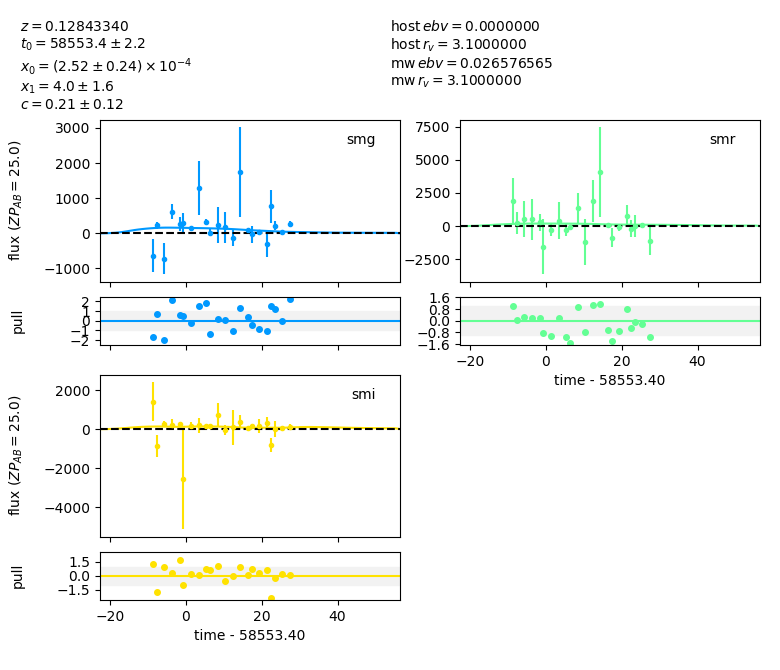 z = 0.12843340
t₀ = 58553.4 ± 2.2
x₀ = (2.52 ± 0.24) × 10⁻⁴
x₁ = 4.0 ± 1.6
c = 0.21 ± 0.12
host ebv = 0.0000000
host r_v = 3.1000000
mw ebv = 0.026576565
mw r_v = 3.1000000
smg
flux (ZP_AB = 25.0)
3000
2000
1000
0
−1000
smr
7500
5000
2500
0
−2500
pull
2
1
0
−1
−2
1.6
0.8
0.0
−0.8
−1.6
−20 0 20 40
time - 58553.40
smi
flux (ZP_AB = 25.0)
2000
0
−2000
−4000
pull
1.5
0.0
−1.5
−20 0 20 40
time - 58553.40